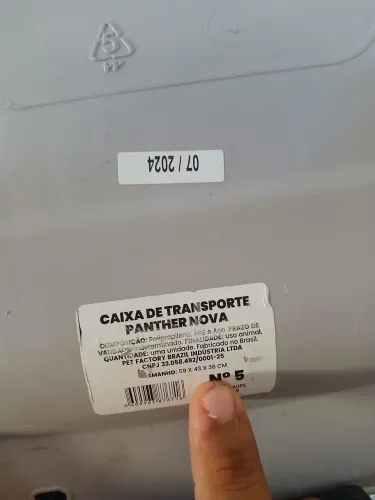 5
PP
07 / 2024
CAIXA DE TRANSPORTE
PANTHER NOVA
COMPOSIÇÃO: Polipropileno, ABS e Aço. PRAZO DE
VALIDADE: Indeterminado. FINALIDADE: Uso animal.
QUANTIDADE: uma unidade. Fabricado no Brasil.
PET FACTORY BRAZIL INDÚSTRIA LTDA
CNPJ 33.058.492/0001-25
TAMANHO: 59 X 43 X 38 CM
Nº 5